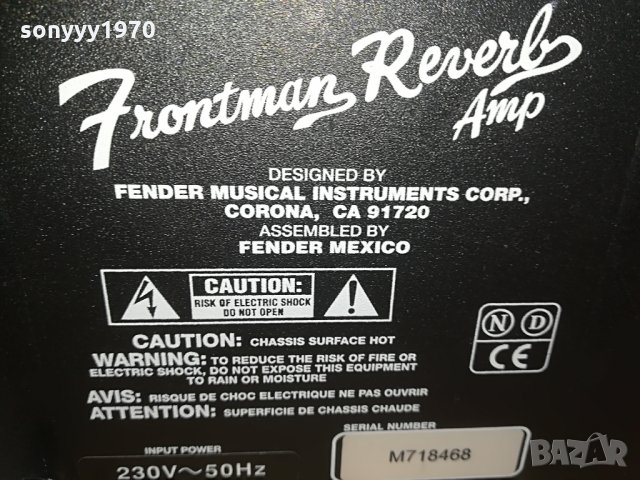 sonyyy1970
Frontman Reverb
Amp
DESIGNED BY
FENDER MUSICAL INSTRUMENTS CORP.,
CORONA, CA 91720
ASSEMBLED BY
FENDER MEXICO
CAUTION:
RISK OF ELECTRIC SHOCK
DO NOT OPEN
N D
CE
CAUTION: CHASSIS SURFACE HOT
WARNING: TO REDUCE THE RISK OF FIRE OR
ELECTRIC SHOCK, DO NOT EXPOSE THIS EQUIPMENT
TO RAIN OR MOISTURE
AVIS: RISQUE DE CHOC ELECTRIQUE NE PAS OUVRIR
ATTENTION: SUPERFICIE DE CHASSIS CHAUDE
SERIAL NUMBER
M718468
INPUT POWER
230V~50Hz
BAZAR